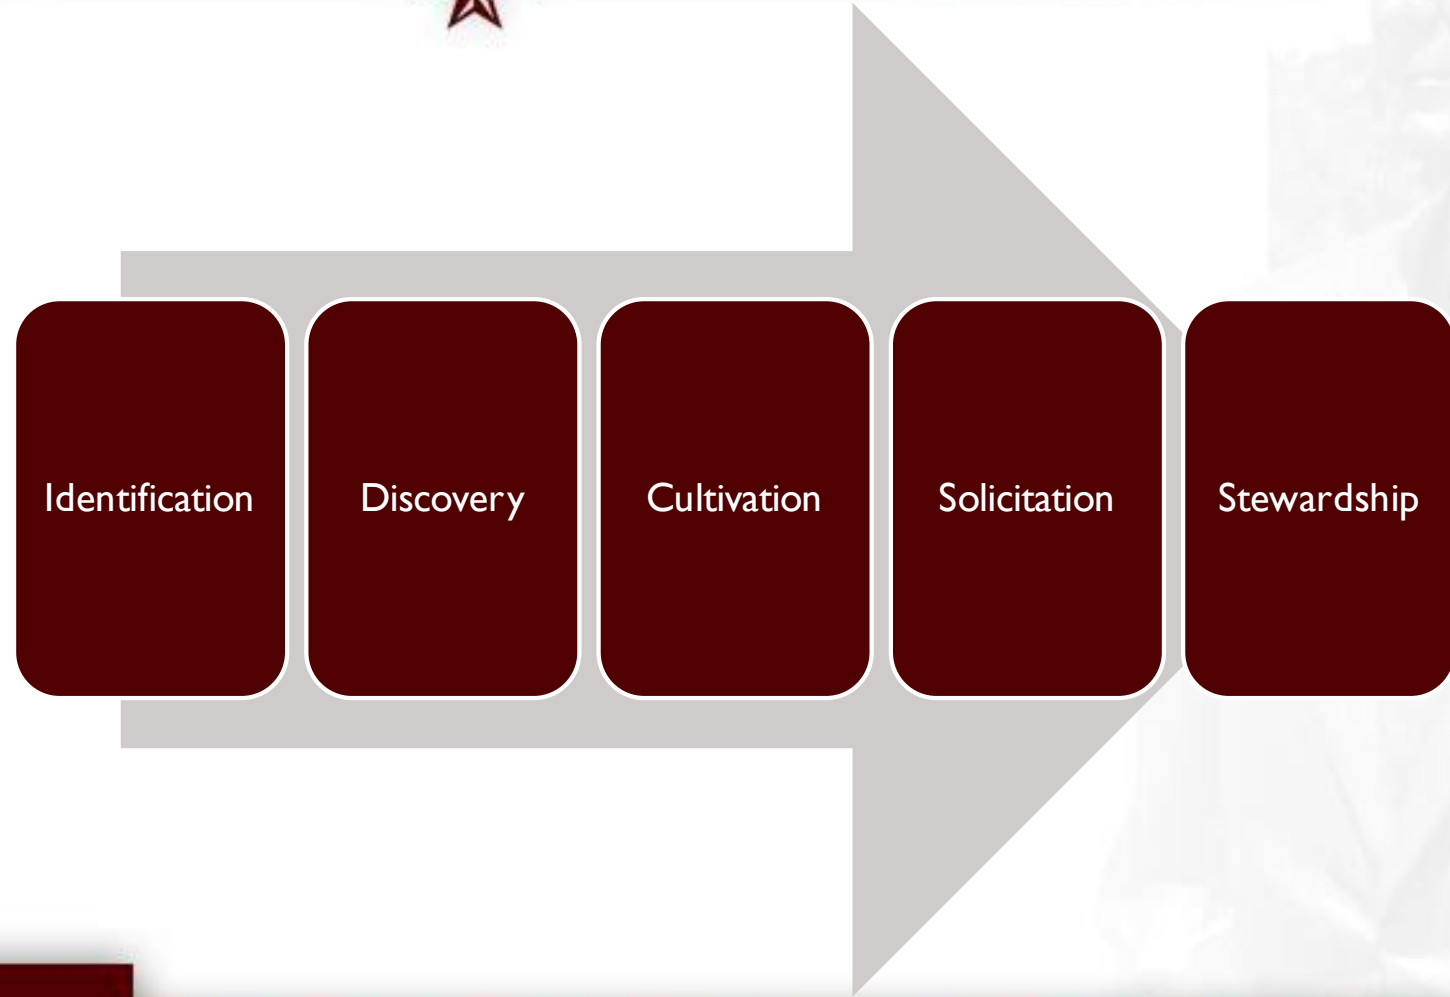 Identification
Discovery
Cultivation
Solicitation
Stewardship